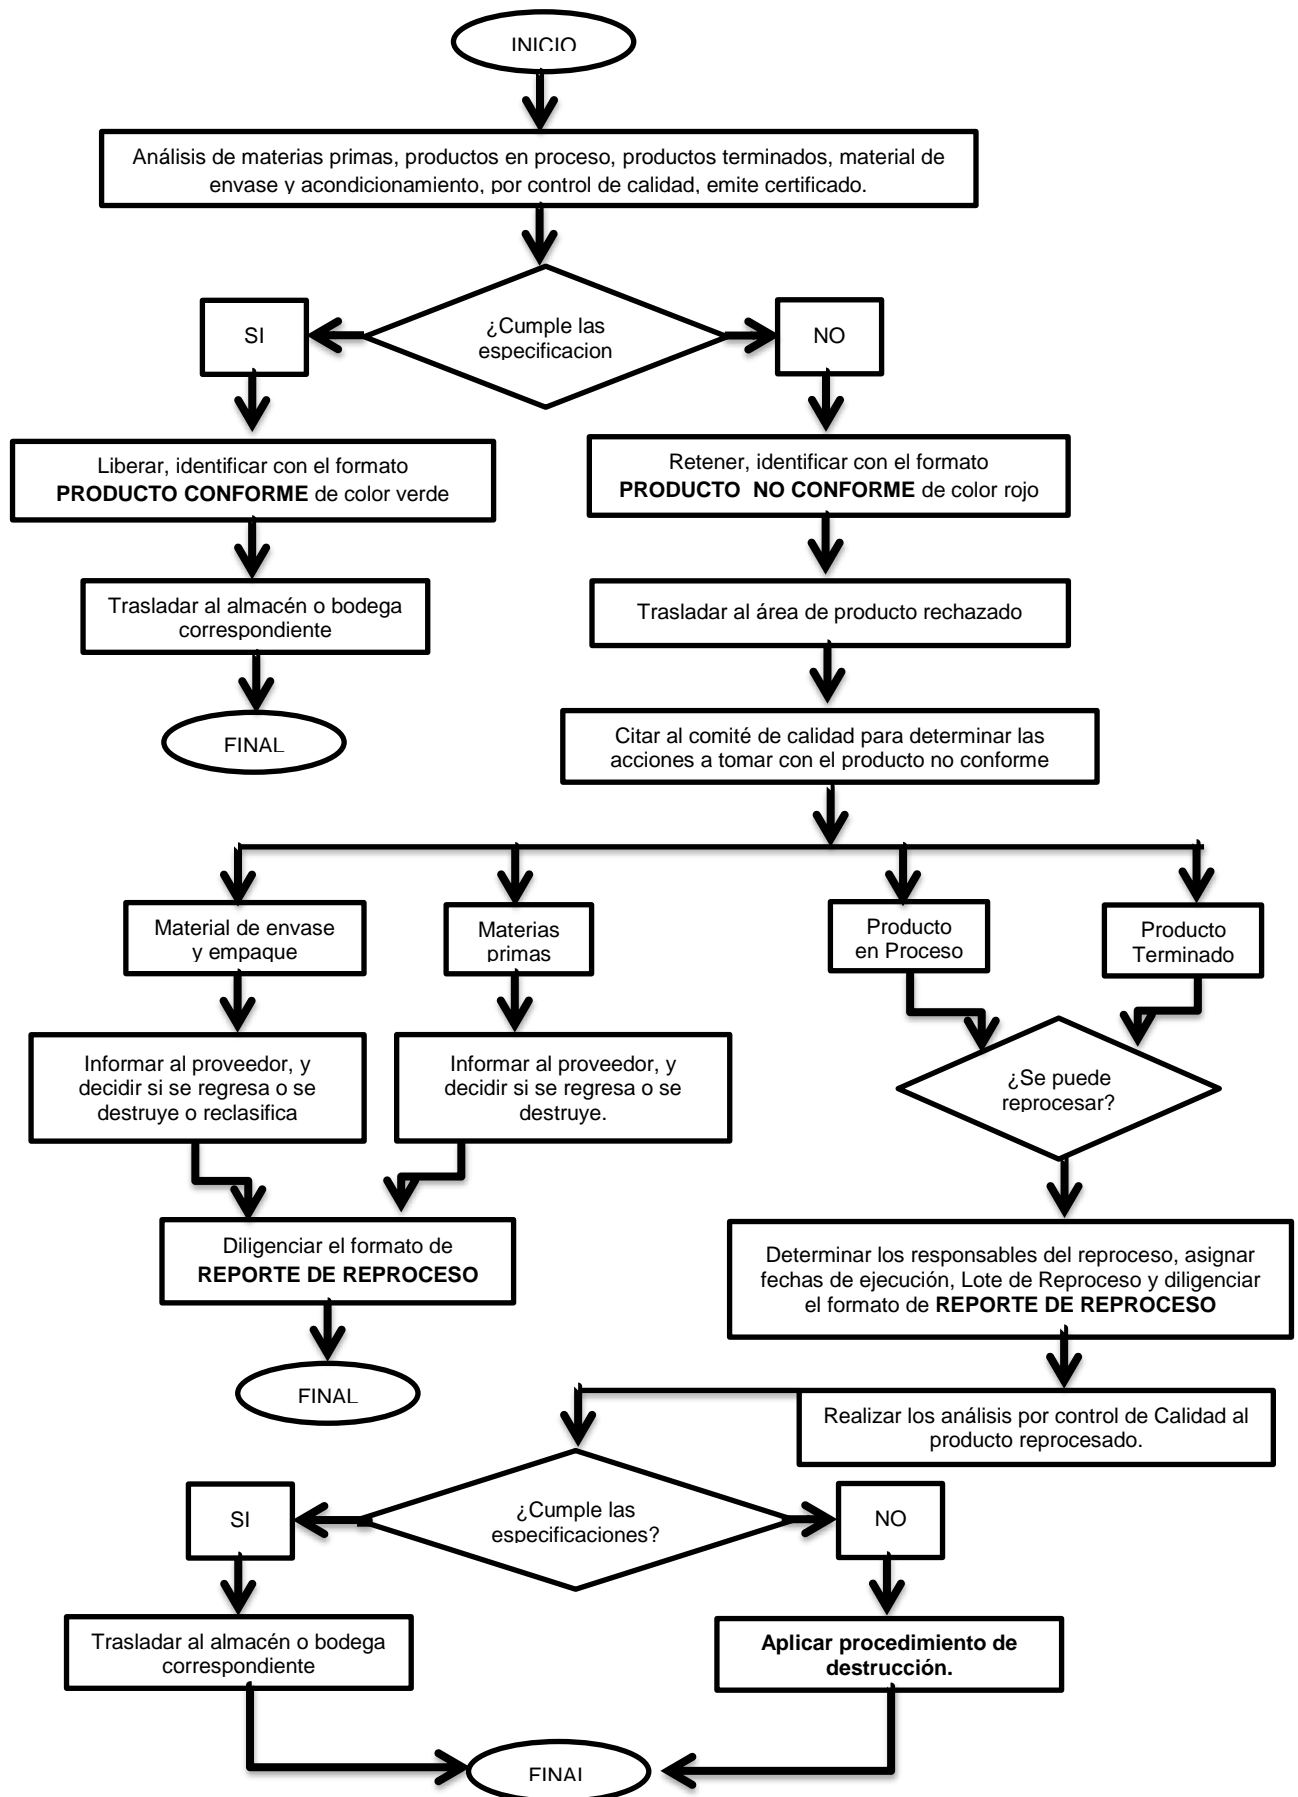 INICIO
Análisis de materias primas, productos en proceso, productos terminados, material de
envase y acondicionamiento, por control de calidad, emite certificado.
¿Cumple las
especificacion
SI
NO
Liberar, identificar con el formato
PRODUCTO CONFORME de color verde
Retener, identificar con el formato
PRODUCTO NO CONFORME de color rojo
Trasladar al almacén o bodega
correspondiente
Trasladar al área de producto rechazado
FINAL
Citar al comité de calidad para determinar las
acciones a tomar con el producto no conforme
Material de envase
y empaque
Materias
primas
Producto
en Proceso
Producto
Terminado
Informar al proveedor, y
decidir si se regresa o se
destruye o reclasifica
Informar al proveedor, y
decidir si se regresa o se
destruye.
¿Se puede
reprocesar?
Diligenciar el formato de
REPORTE DE REPROCESO
Determinar los responsables del reproceso, asignar
fechas de ejecución, Lote de Reproceso y diligenciar
el formato de REPORTE DE REPROCESO
FINAL
Realizar los análisis por control de Calidad al
producto reprocesado.
¿Cumple las
especificaciones?
SI
NO
Trasladar al almacén o bodega
correspondiente
Aplicar procedimiento de
destrucción.
FINAL